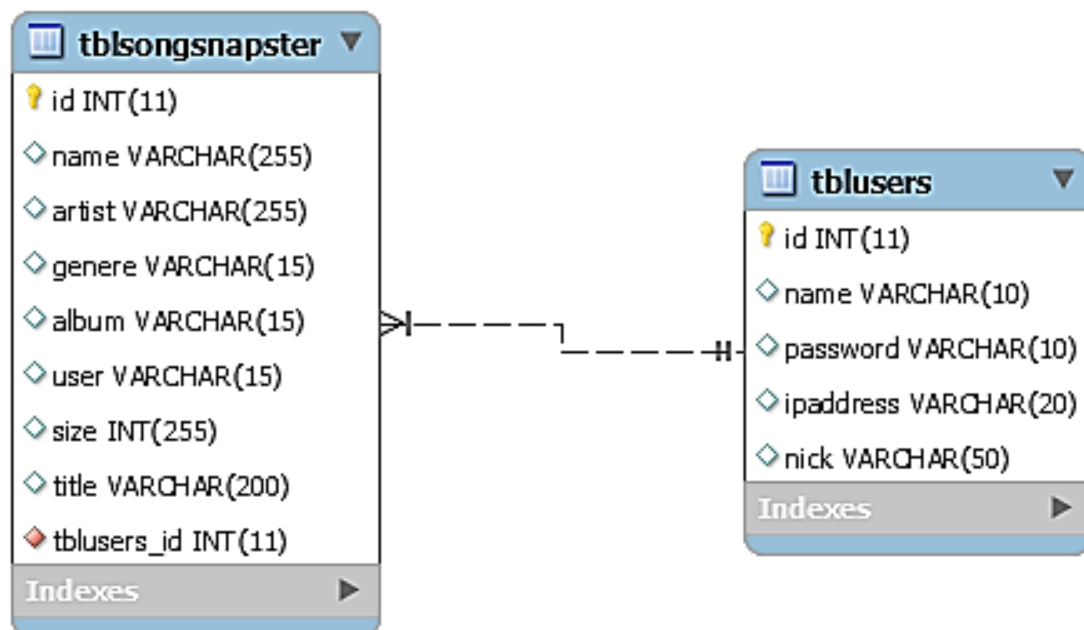 tblsongsnapster
id INT(11)
name VARCHAR(255)
artist VARCHAR(255)
genere VARCHAR(15)
album VARCHAR(15)
user VARCHAR(15)
size INT(255)
title VARCHAR(200)
tblusers_id INT(11)
Indexes
tblusers
id INT(11)
name VARCHAR(10)
password VARCHAR(10)
ipaddress VARCHAR(20)
nick VARCHAR(50)
Indexes